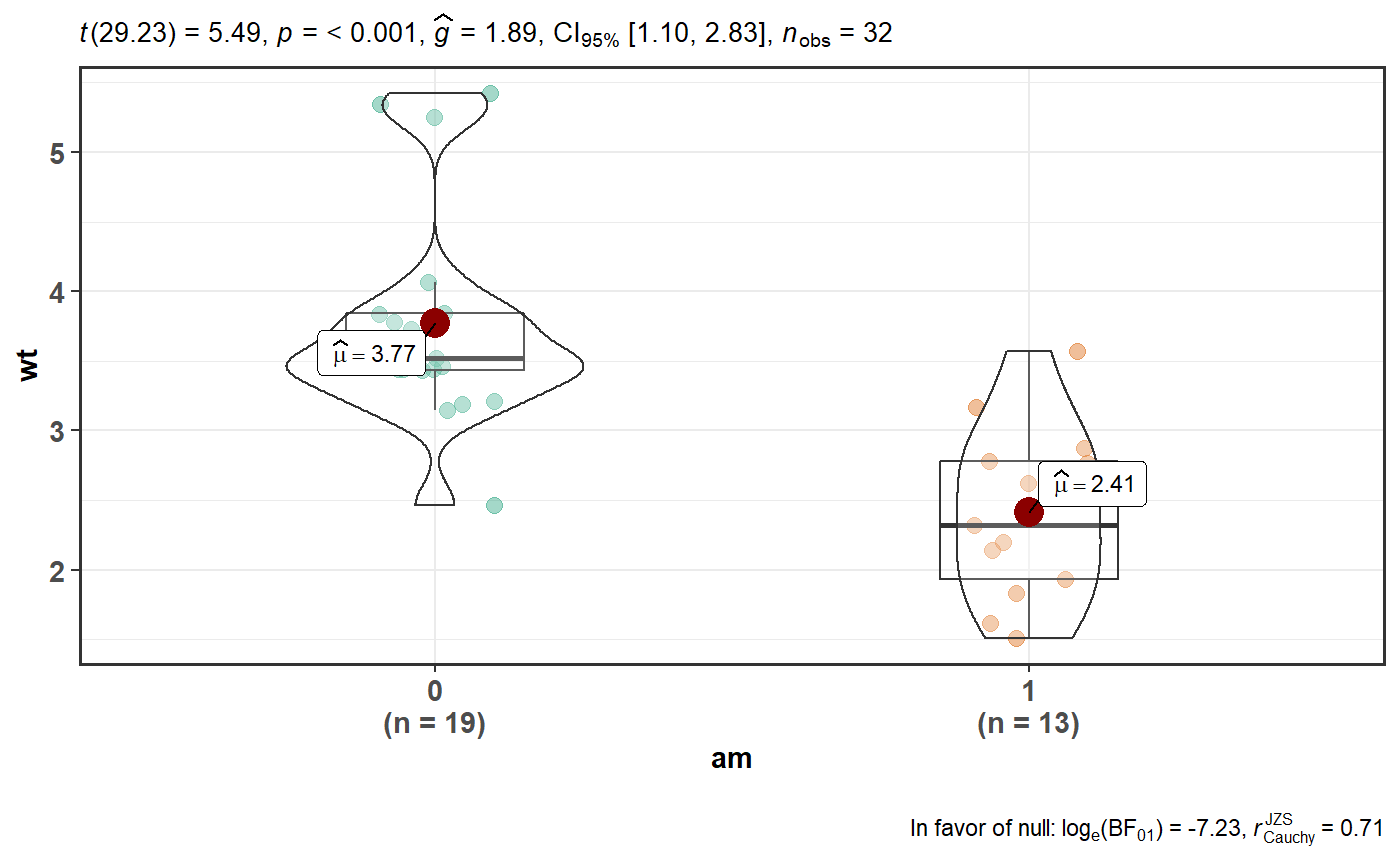 t(29.23) = 5.49, p = < 0.001, ĝ = 1.89, CI95% [1.10, 2.83], nobs = 32
5
4
3
2
wt
μ̂ = 3.77
μ̂ = 2.41
0
(n = 19)
1
(n = 13)
am
In favor of null: loge(BF01) = -7.23, rJZSCauchy = 0.71